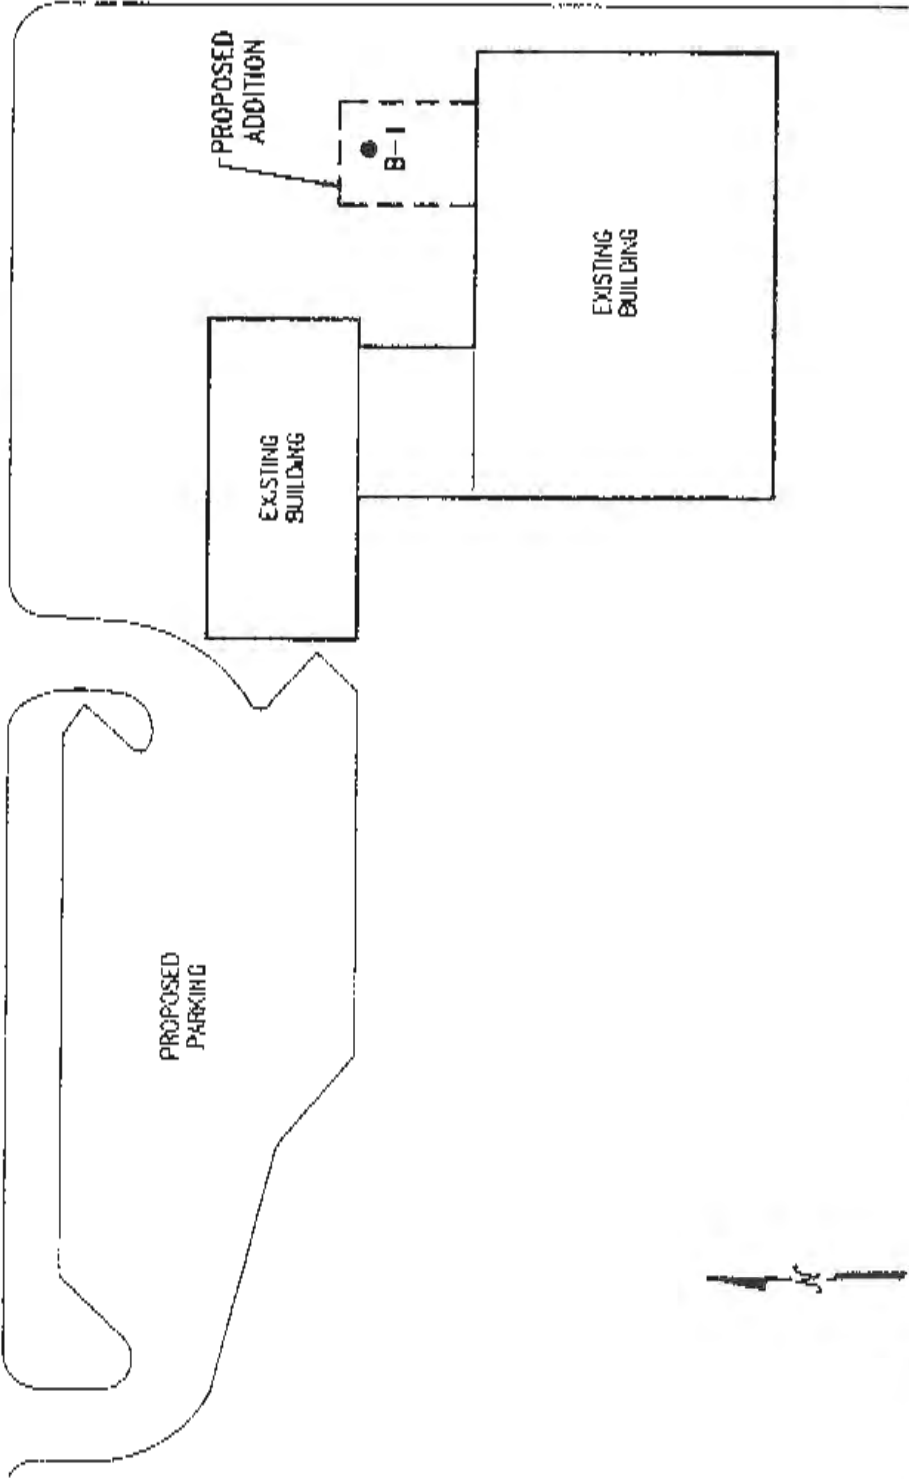 PROPOSED
ADDITION
B-1
EXISTING
BUILDING
EXISTING
BUILDING
PROPOSED
PARKING
N